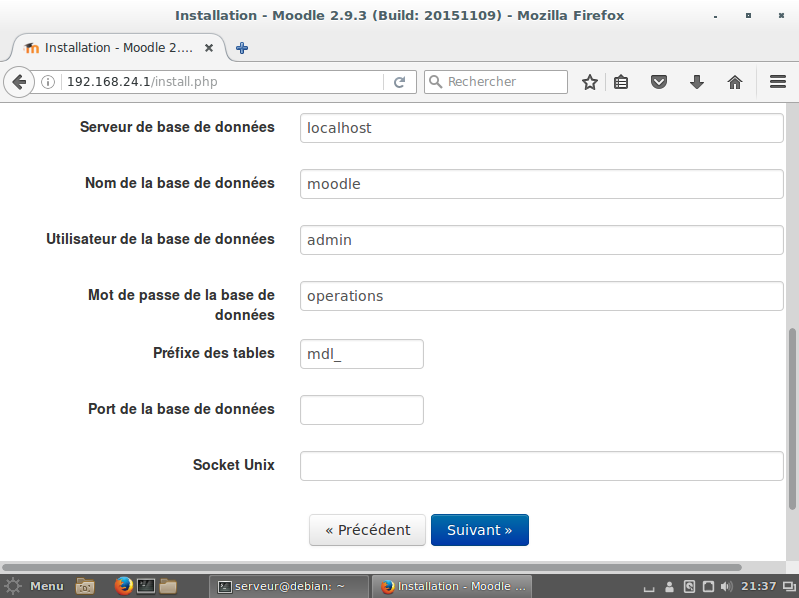 Installation - Moodle 2.9.3 (Build: 20151109) - Mozilla Firefox
Installation - Moodle 2....
192.168.24.1/install.php
Rechercher
Serveur de base de données
localhost
Nom de la base de données
moodle
Utilisateur de la base de données
admin
Mot de passe de la base de
données
operations
Préfixe des tables
mdl_
Port de la base de données
Socket Unix
« Précédent
Suivant »
Menu
serveur@debian: ~
Installation - Moodle ...
21:37